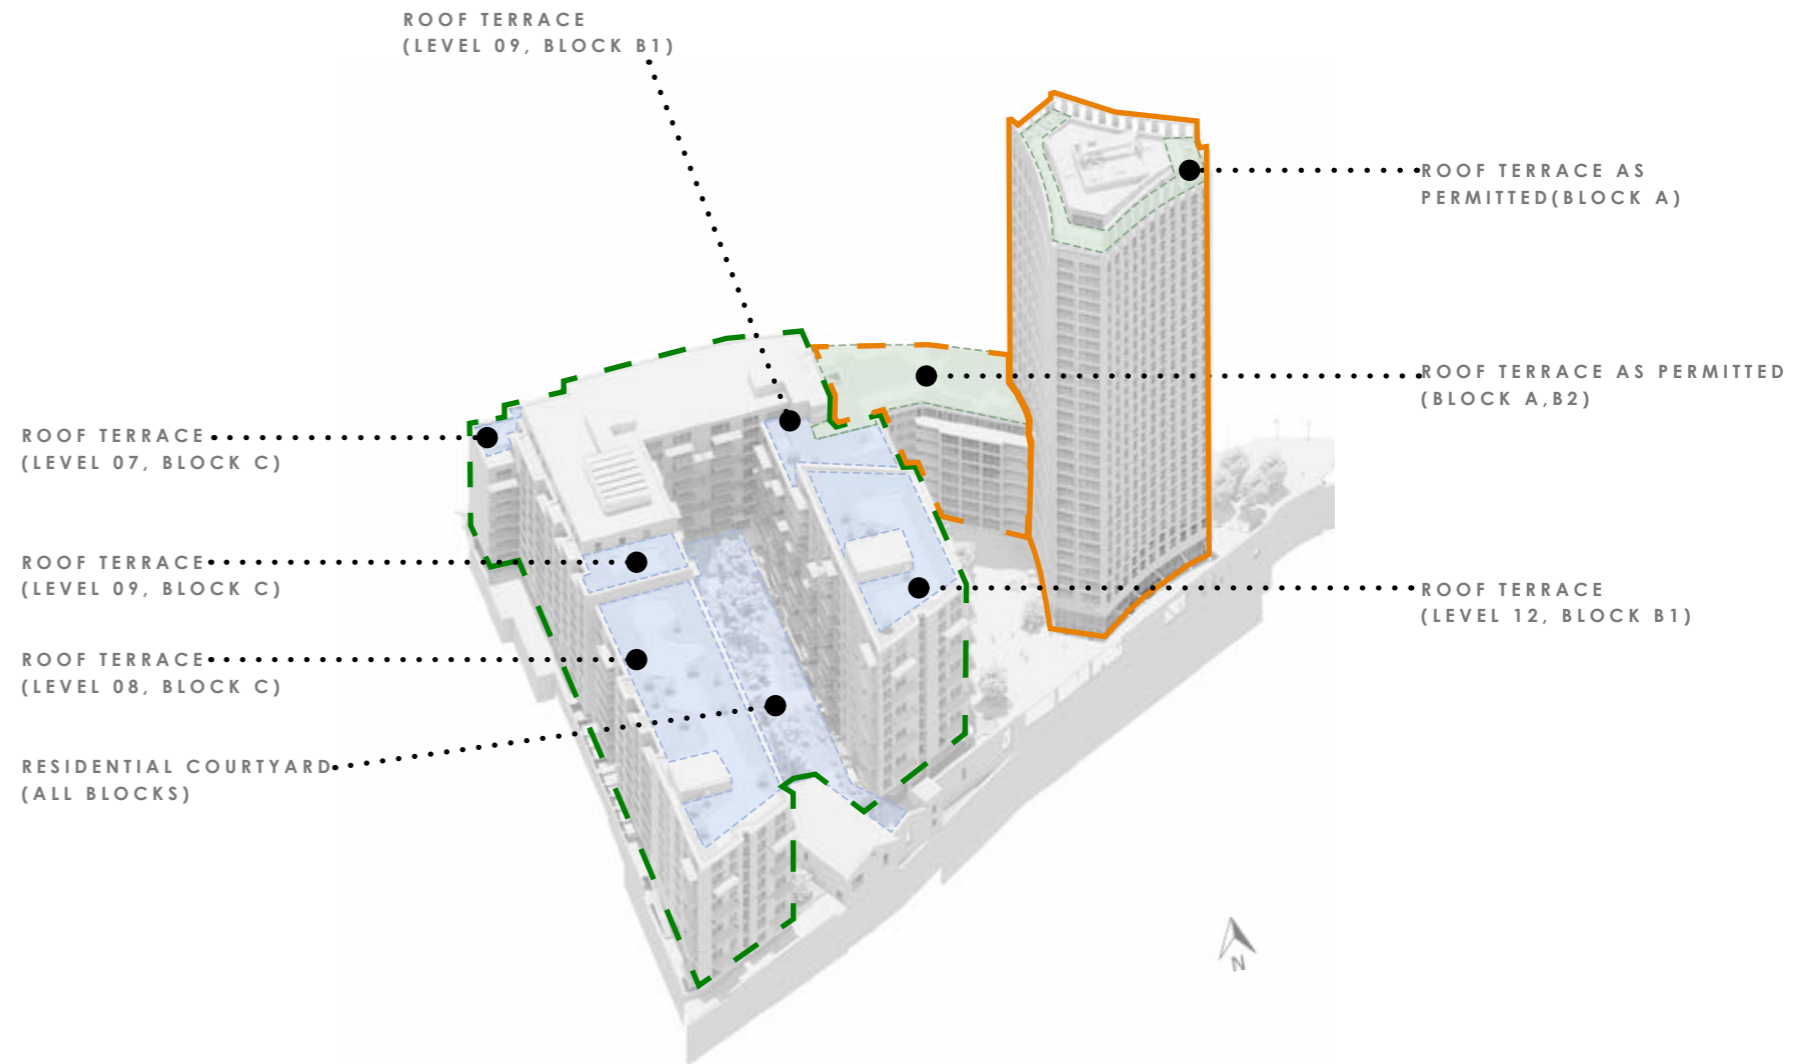 ROOF TERRACE
(LEVEL 09, BLOCK B1)
ROOF TERRACE AS
PERMITTED(BLOCK A)
ROOF TERRACE AS PERMITTED
(BLOCK A,B2)
ROOF TERRACE
(LEVEL 07, BLOCK C)
ROOF TERRACE
(LEVEL 09, BLOCK C)
ROOF TERRACE
(LEVEL 12, BLOCK B1)
ROOF TERRACE
(LEVEL 08, BLOCK C)
RESIDENTIAL COURTYARD
(ALL BLOCKS)
N